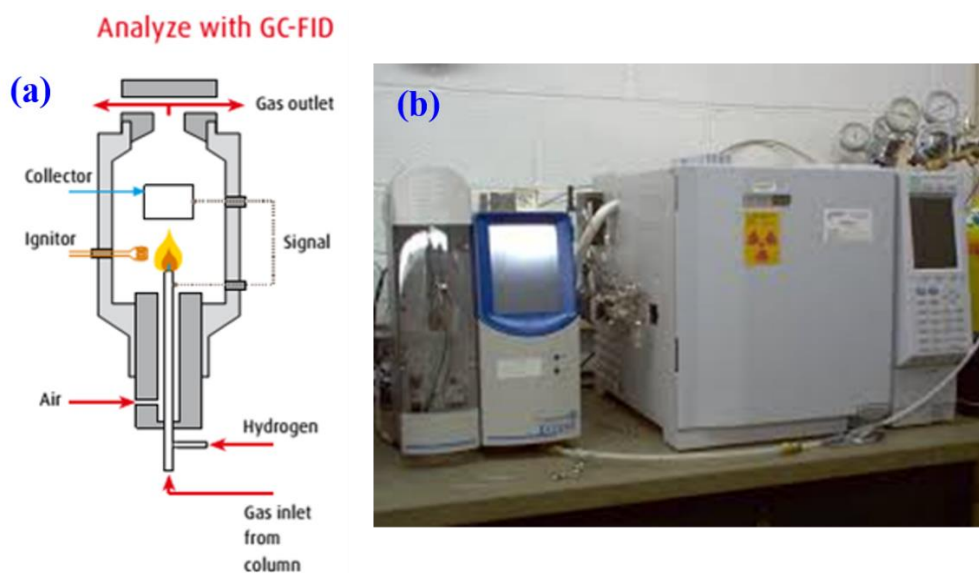 Analyze with GC-FID
(a)
Gas outlet
(b)
Collector
Ignitor
Signal
Air
Hydrogen
Gas inlet
from
column